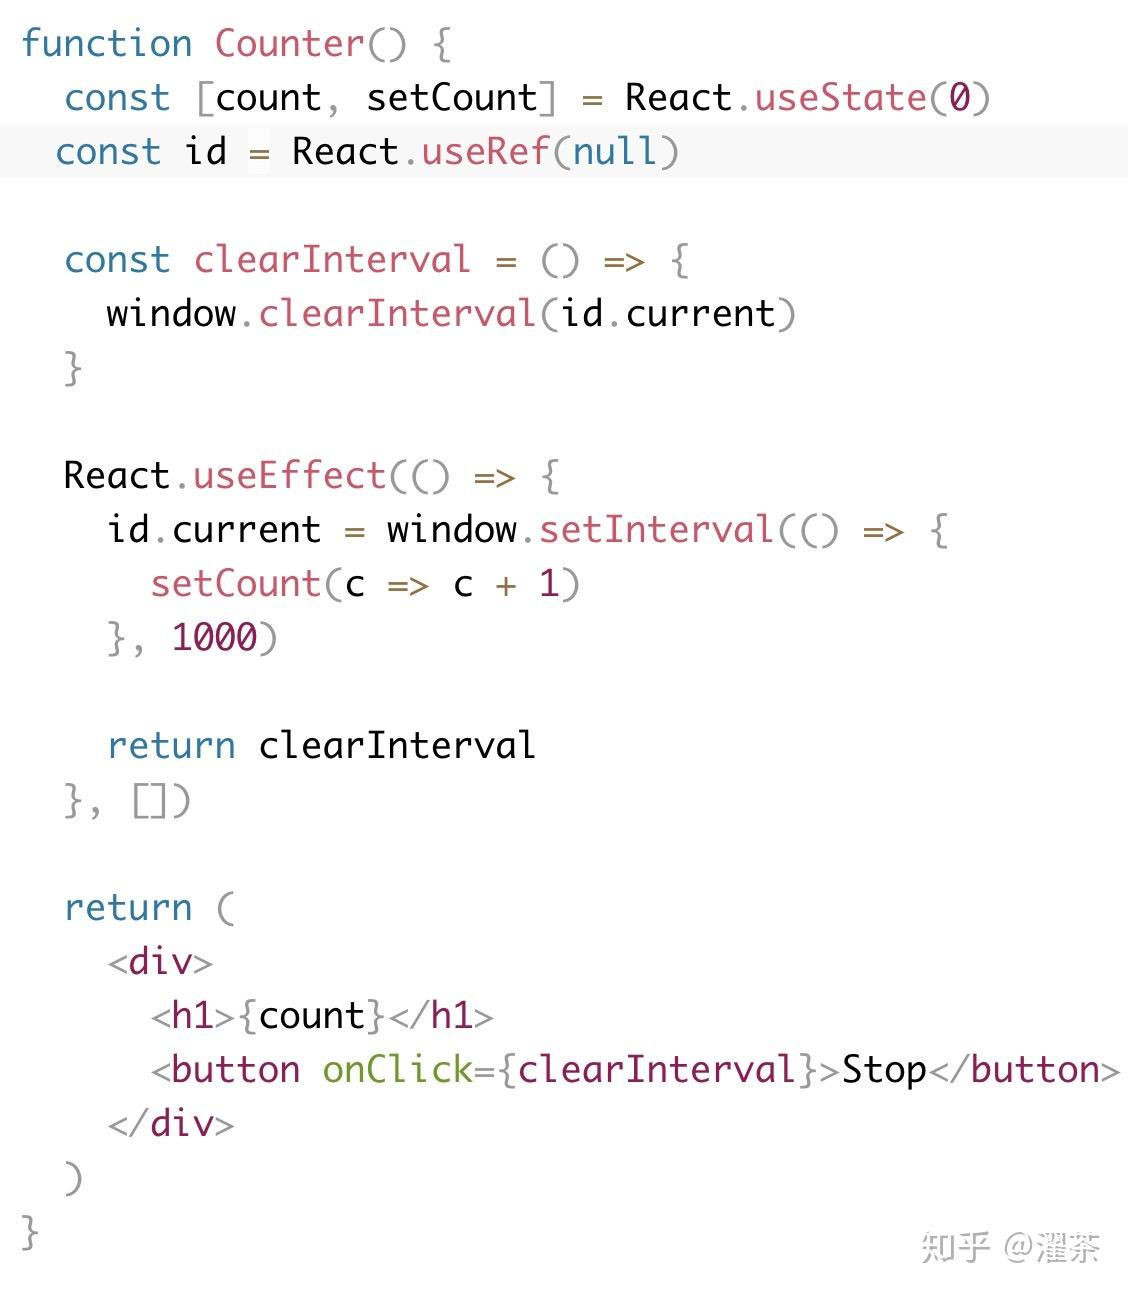 function Counter() {
  const [count, setCount] = React.useState(0)
  const id = React.useRef(null)

  const clearInterval = () => {
    window.clearInterval(id.current)
  }

  React.useEffect(() => {
    id.current = window.setInterval(() => {
      setCount(c => c + 1)
    }, 1000)

    return clearInterval
  }, [])

  return (
    <div>
      <h1>{count}</h1>
      <button onClick={clearInterval}>Stop</button>
    </div>
  )
}
知乎 @濯茶